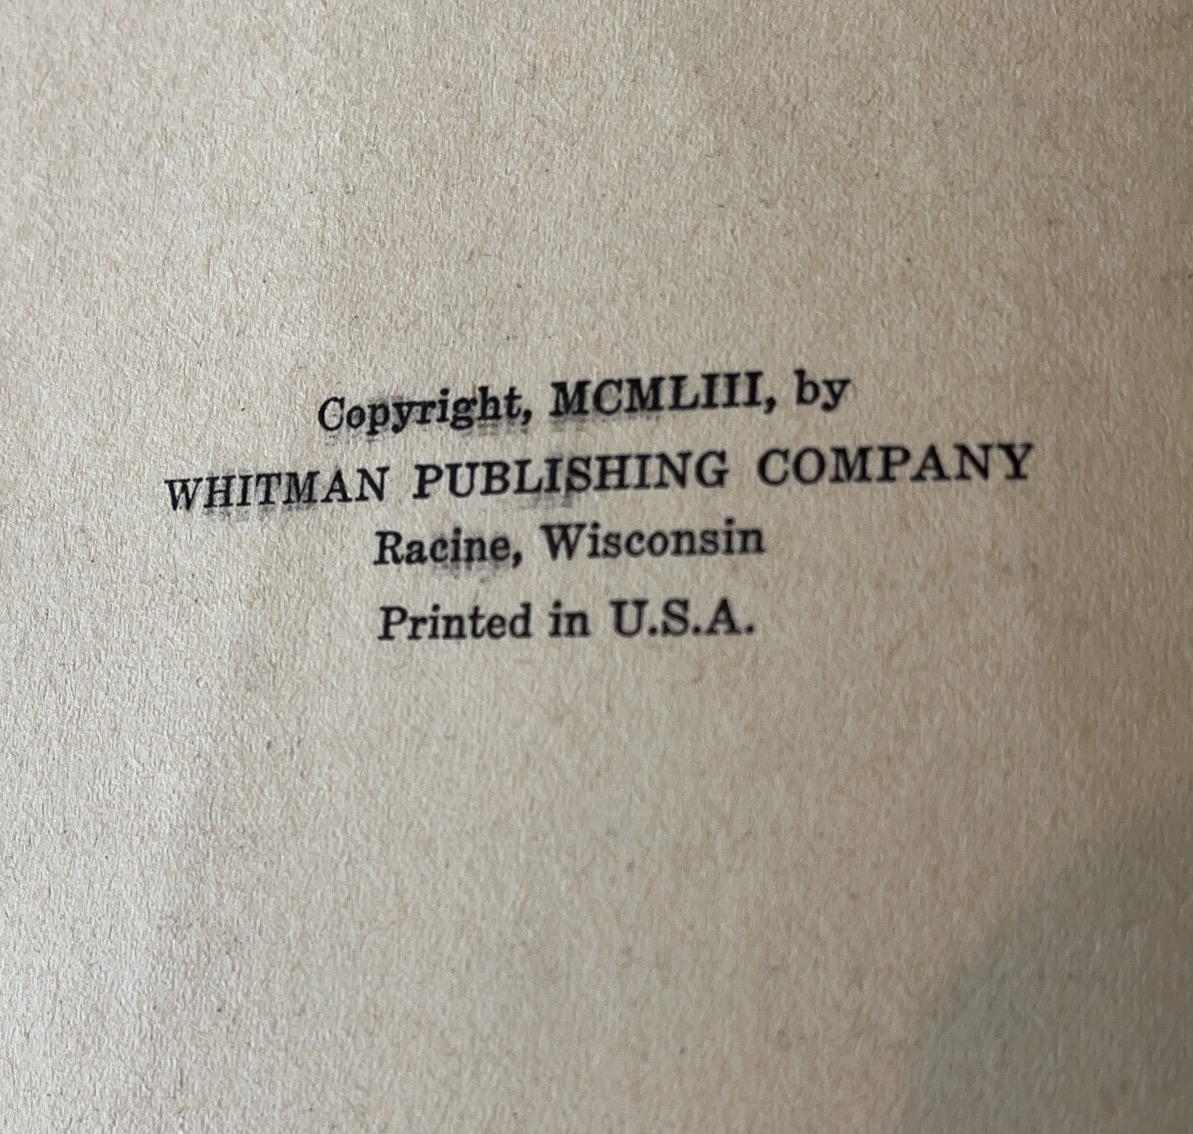 Copyright, MCMLIII, by
WHITMAN PUBLISHING COMPANY
Racine, Wisconsin
Printed in U.S.A.